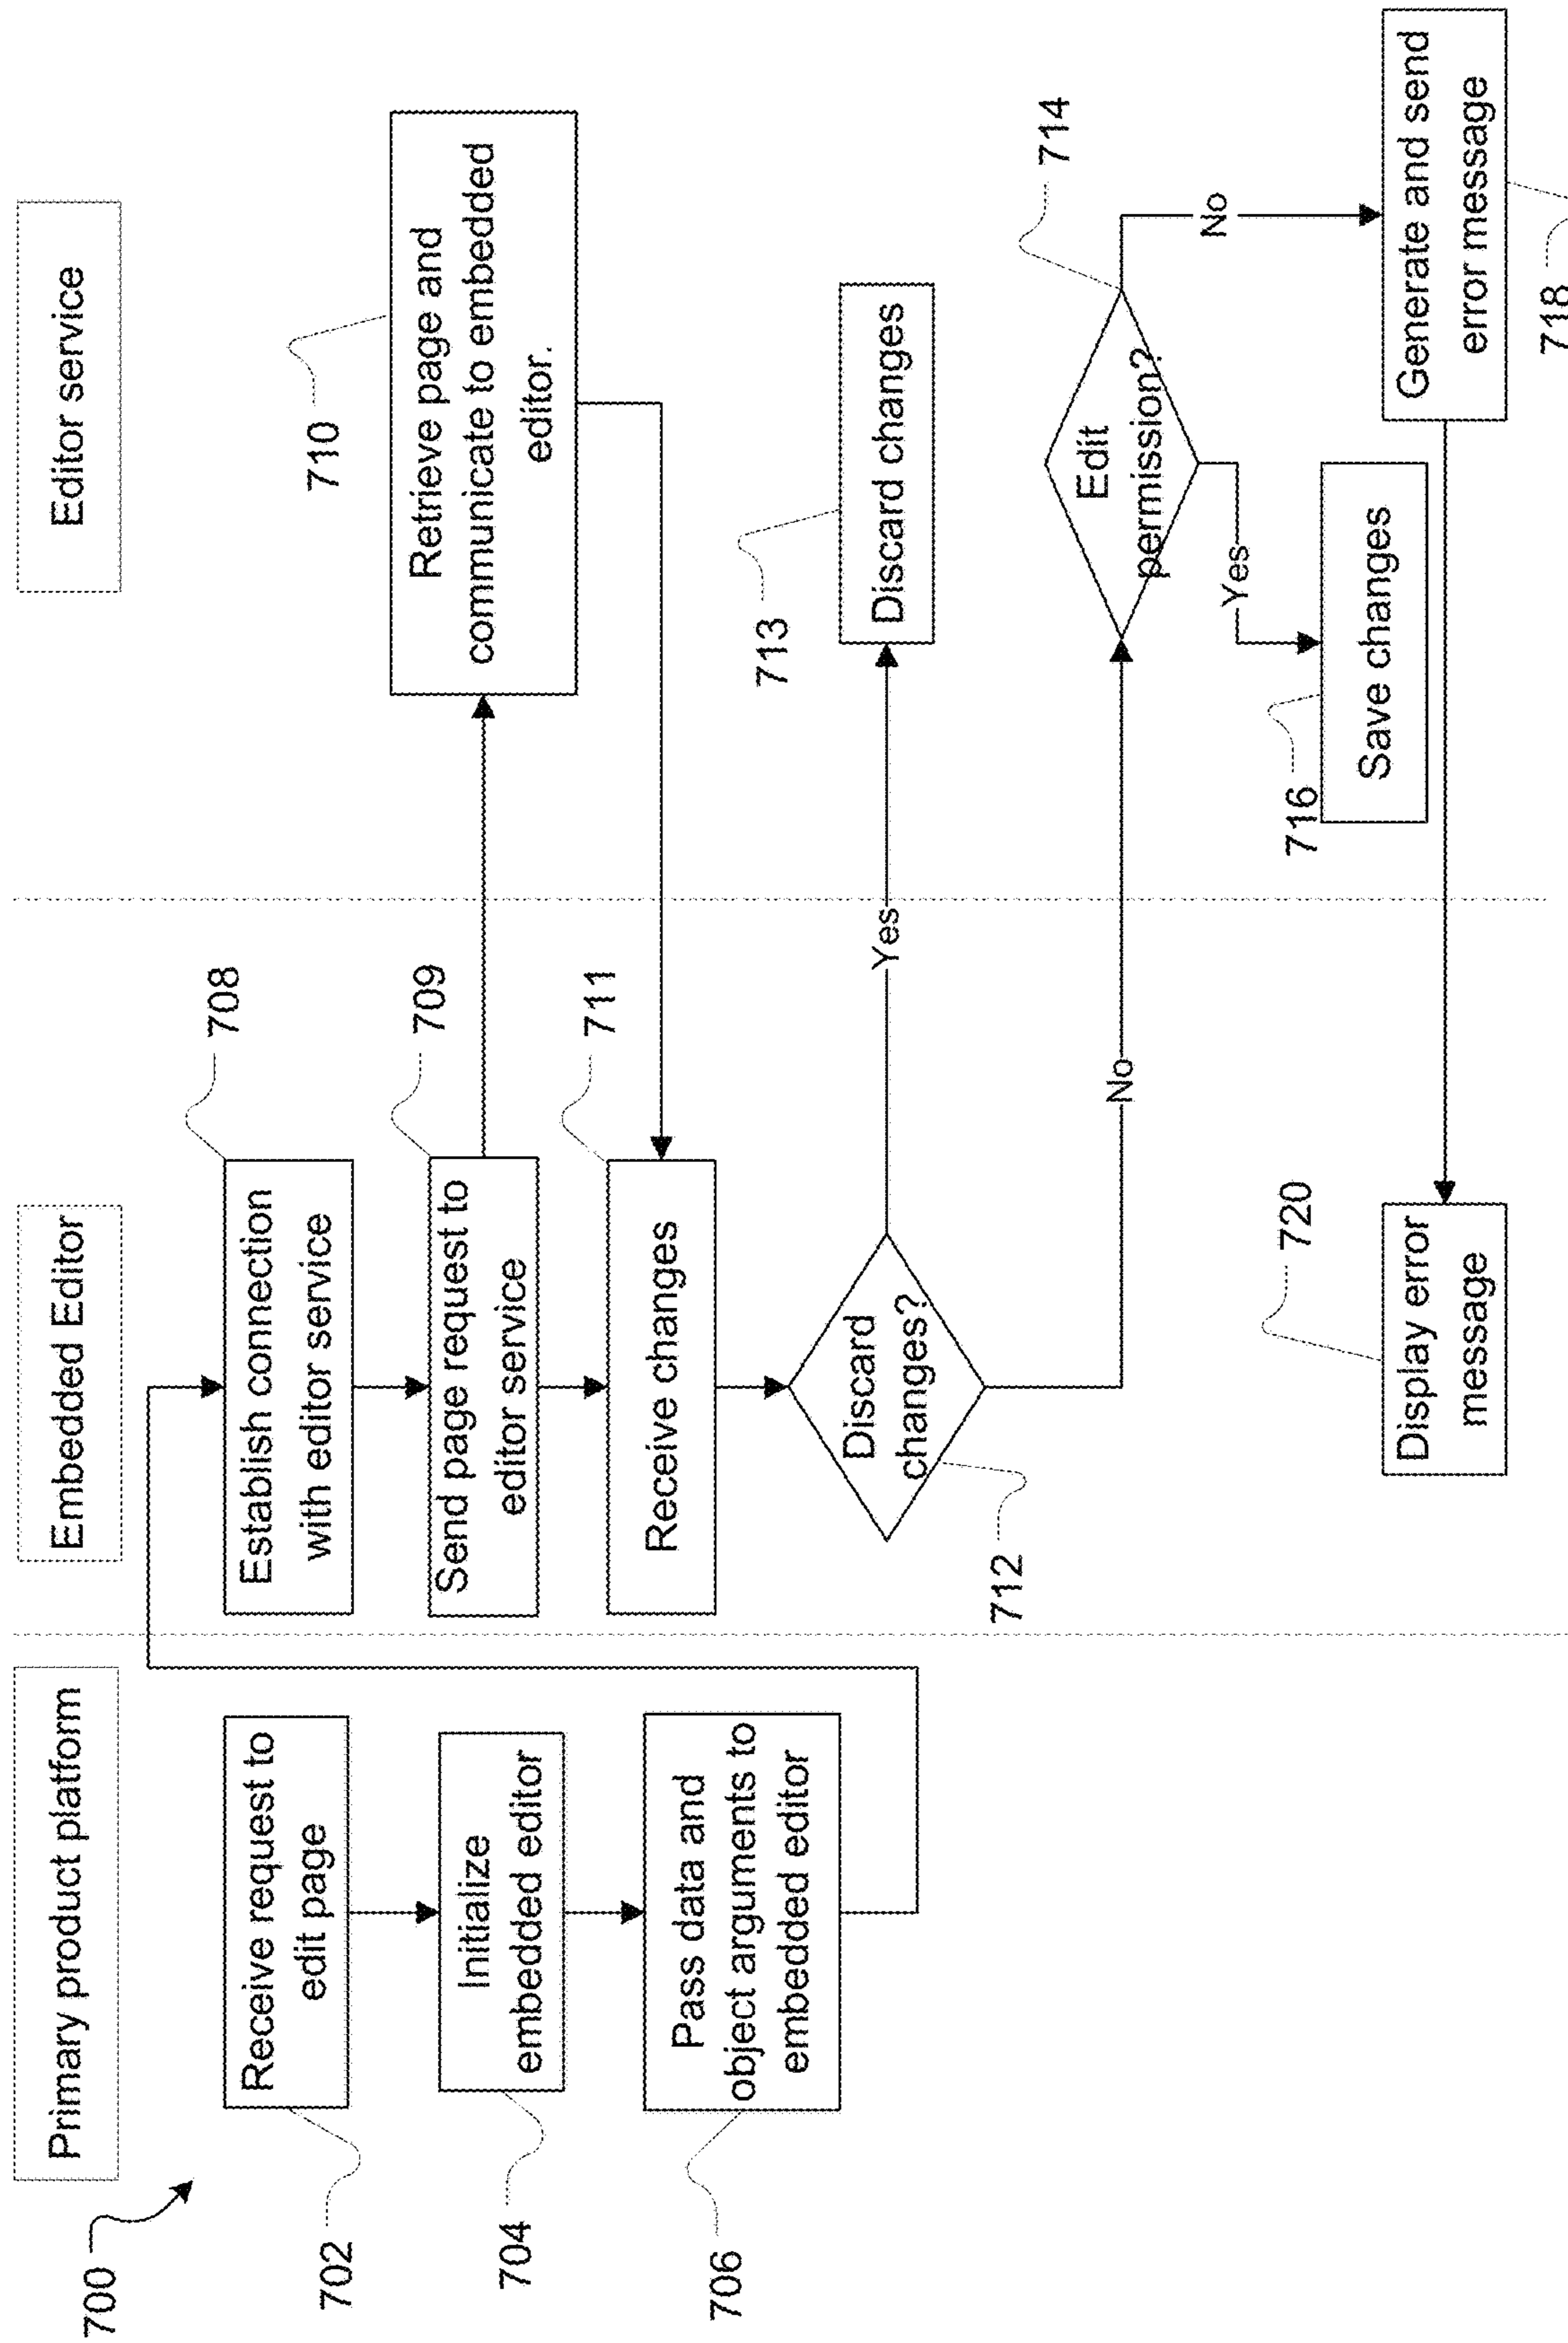 700
Primary product platform
702
Receive request to
edit page
704
Initialize
embedded editor
706
Pass data and
object arguments to
embedded editor
Embedded Editor
708
Establish connection
with editor service
709
Send page request to
editor service
711
Receive changes
712
Discard
changes?
Yes
No
720
Display error
message
Editor service
710
Retrieve page and
communicate to embedded
editor.
713
Discard changes
714
Edit
permission?
Yes
No
716
Save changes
718
Generate and send
error message